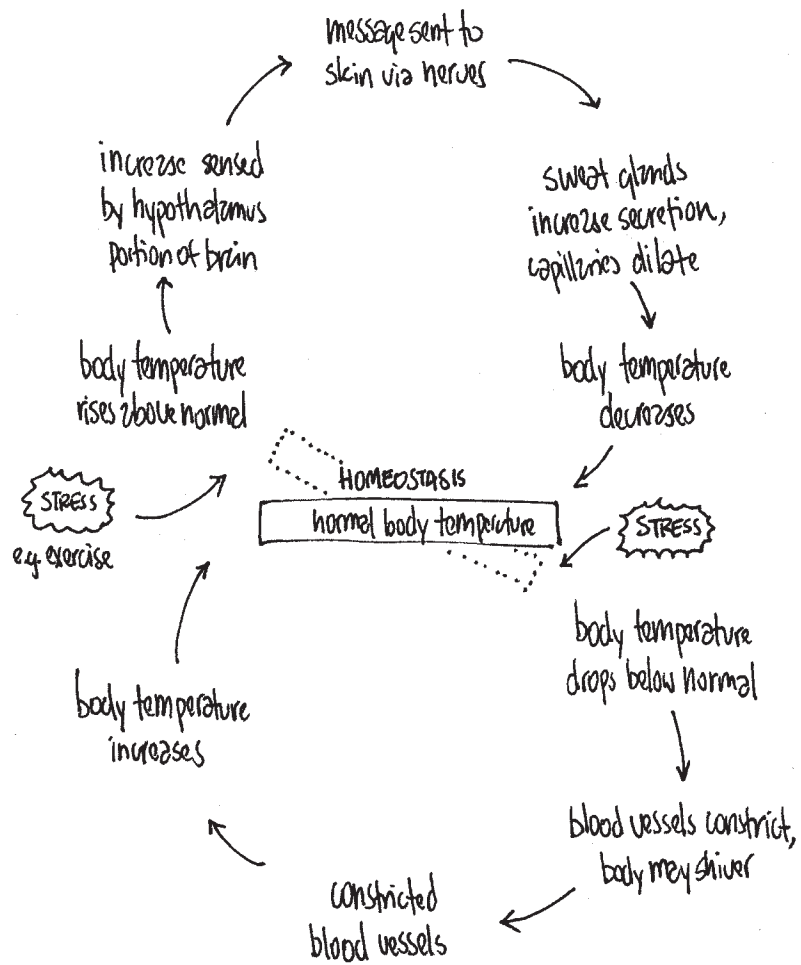 message sent to
skin via nerves
sweat glands
increase secretion,
capillaries dilate
body temperature
decreases
STRESS
body temperature
drops below normal
blood vessels constrict,
body may shiver
constricted
blood vessels
body temperature
increases
STRESS
e.g. exercise
body temperature
rises above normal
increase sensed
by hypothalamus
portion of brain
HOMEOSTASIS
normal body temperature